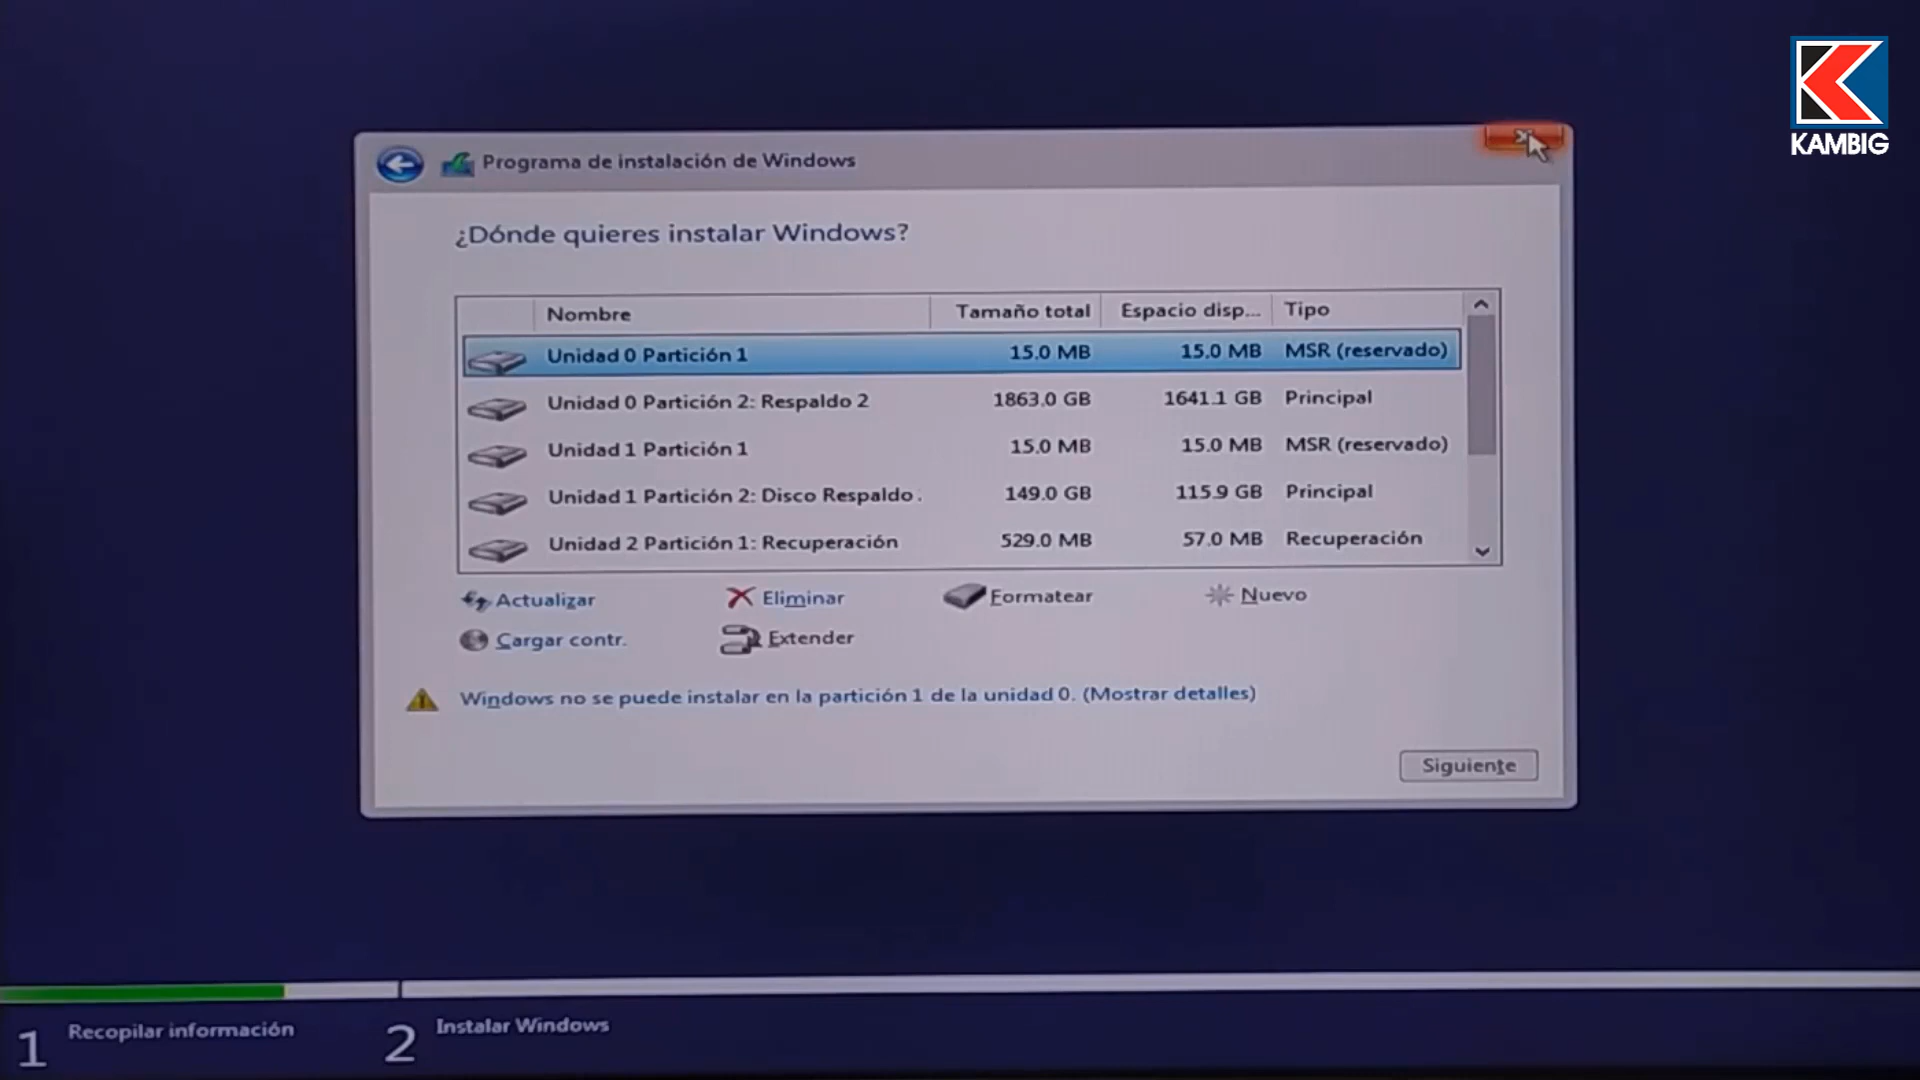 KAMBIG
Programa de instalación de Windows
¿Dónde quieres instalar Windows?
Nombre Tamaño total Espacio disp... Tipo
Unidad 0 Partición 1 15.0 MB 15.0 MB MSR (reservado)
Unidad 0 Partición 2: Respaldo 2 1863.0 GB 1641.1 GB Principal
Unidad 1 Partición 1 15.0 MB 15.0 MB MSR (reservado)
Unidad 1 Partición 2: Disco Respaldo . 149.0 GB 115.9 GB Principal
Unidad 2 Partición 1: Recuperación 529.0 MB 57.0 MB Recuperación
Actualizar Eliminar Formatear Nuevo
Cargar contr. Extender
Windows no se puede instalar en la partición 1 de la unidad 0. (Mostrar detalles)
Siguiente
1 Recopilar información 2 Instalar Windows